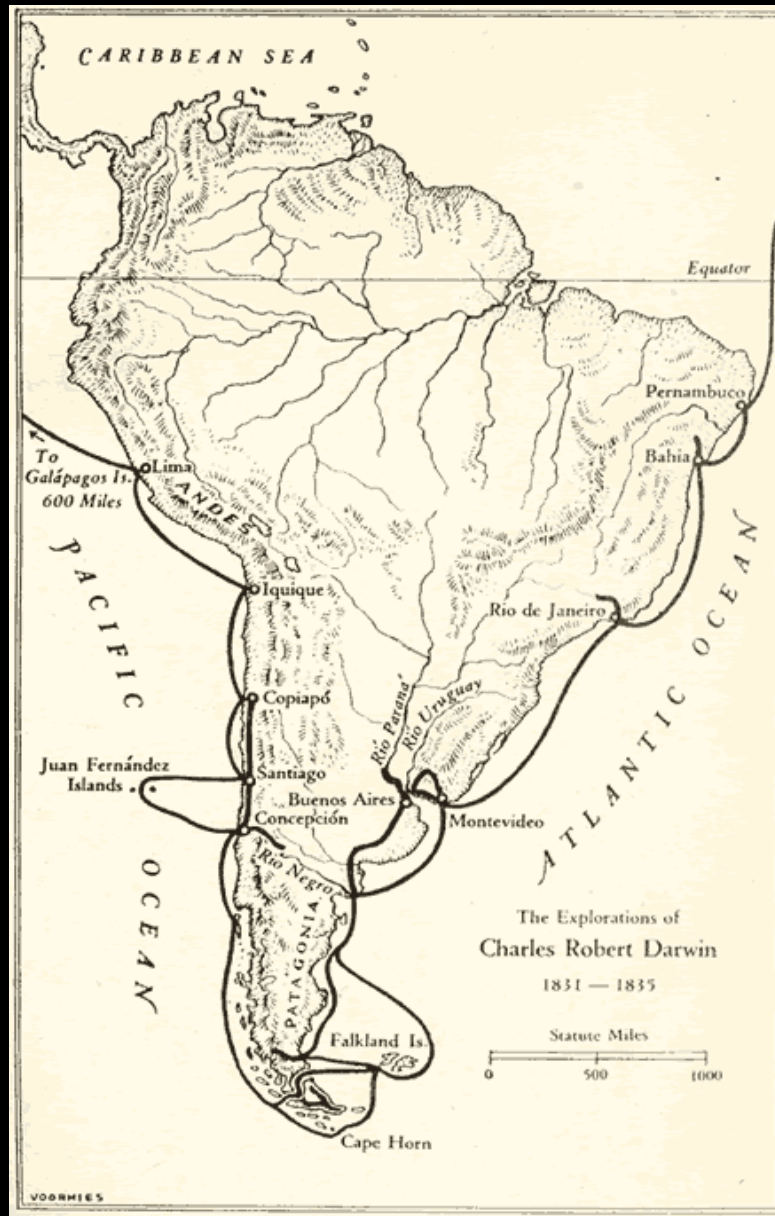 CARIBBEAN SEA
Equator
Pernambuco
To
Galápagos Is.
600 Miles
Lima
Bahia
ANDES
PACIFIC
OCEAN
Iquique
Rio de Janeiro
ATLANTIC OCEAN
Copiapó
Río Paraná
Río Uruguay
Juan Fernández
Islands
Santiago
Buenos Aires
Montevideo
Concepción
Río Negro
PATAGONIA
The Explorations of
Charles Robert Darwin
1831 — 1835
Statute Miles
0 500 1000
Falkland Is.
Cape Horn
VOORHIES